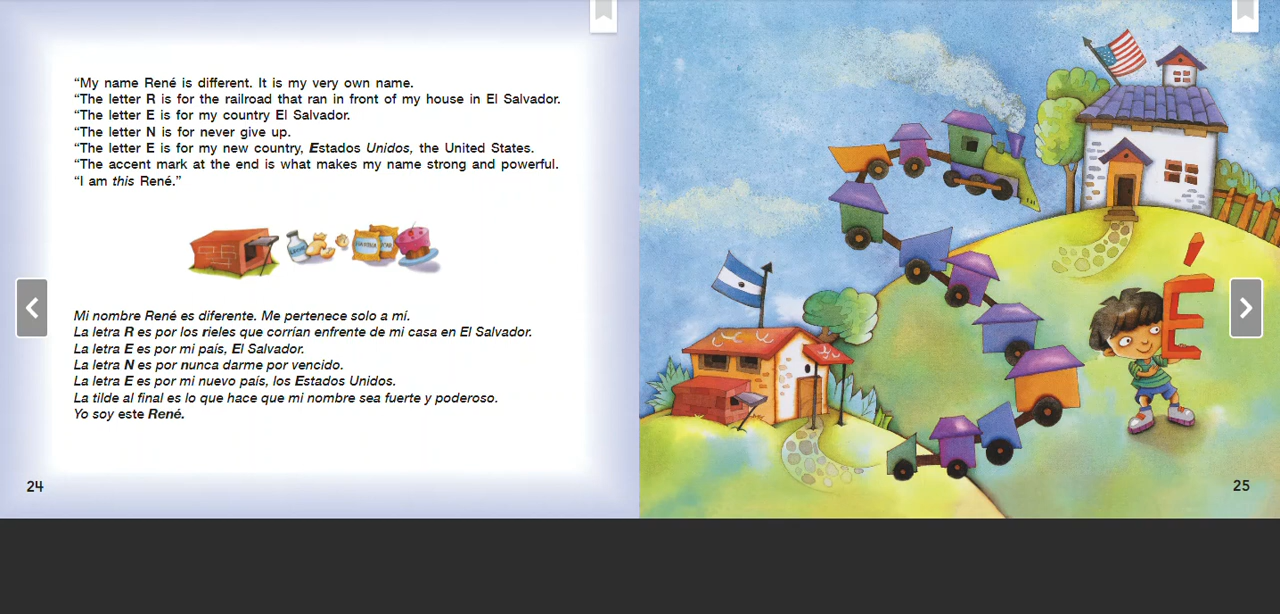 “My name René is different. It is my very own name.
“The letter R is for the railroad that ran in front of my house in El Salvador.
“The letter E is for my country El Salvador.
“The letter N is for never give up.
“The letter E is for my new country, Estados Unidos, the United States.
“The accent mark at the end is what makes my name strong and powerful.
“I am this René.”
Mi nombre René es diferente. Me pertenece solo a mí.
La letra R es por los rieles que corrían enfrente de mi casa en El Salvador.
La letra E es por mi país, El Salvador.
La letra N es por nunca darme por vencido.
La letra E es por mi nuevo país, los Estados Unidos.
La tilde al final es lo que hace que mi nombre sea fuerte y poderoso.
Yo soy este René.
24
É
25